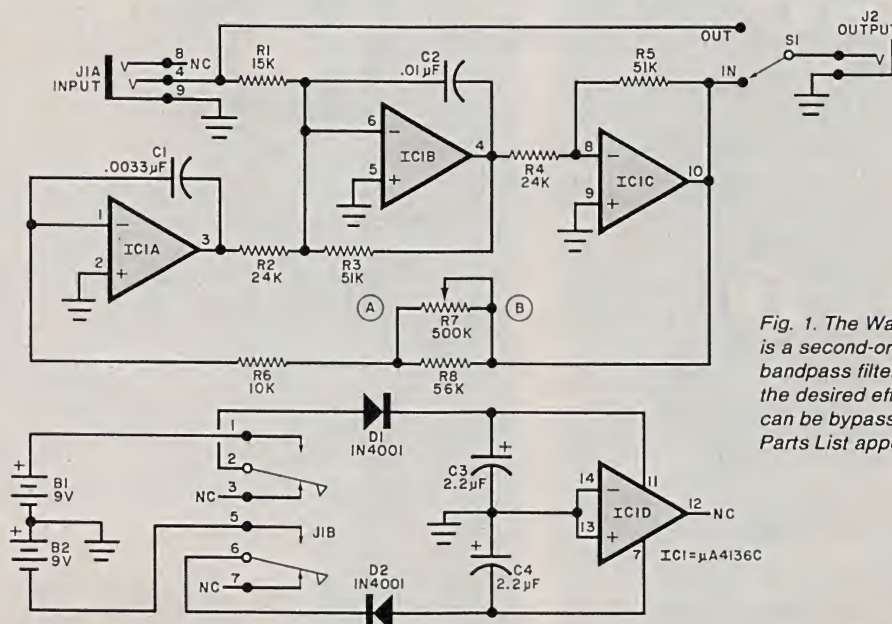 J1A
INPUT
8
NC
4
9
R1
15K
C2
.01µF
6
5
IC1B
4
R4
24K
R5
51K
8
9
IC1C
10
OUT
S1
IN
J2
OUTPUT
C1
.0033µF
1
2
IC1A
3
R2
24K
R3
51K
A
R7
500K
B
R6
10K
R8
56K
Fig. 1. The Wa
is a second-or
bandpass filter
the desired eff
can be bypass
Parts List appe
B1
9V
B2
9V
1
2
NC
3
5
J1B
6
NC
7
D1
1N4001
D2
1N4001
C3
2.2µF
C4
2.2µF
14
13
11
IC1D
12
NC
7
IC1=µA4136C